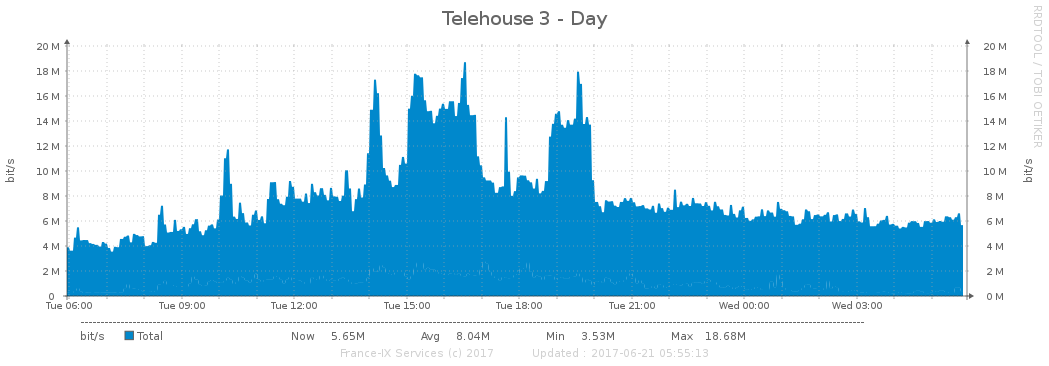 Telehouse 3 - Day
RRDTOOL / TOBI OETIKER
bit/s
bit/s
20 M 20 M
18 M 18 M
16 M 16 M
14 M 14 M
12 M 12 M
10 M 10 M
8 M 8 M
6 M 6 M
4 M 4 M
2 M 2 M
0 0 M
Tue 06:00 Tue 09:00 Tue 12:00 Tue 15:00 Tue 18:00 Tue 21:00 Wed 00:00 Wed 03:00
bit/s Total Now 5.65M Avg 8.04M Min 3.53M Max 18.68M
France-IX Services (c) 2017 Updated : 2017-06-21 05:55:13